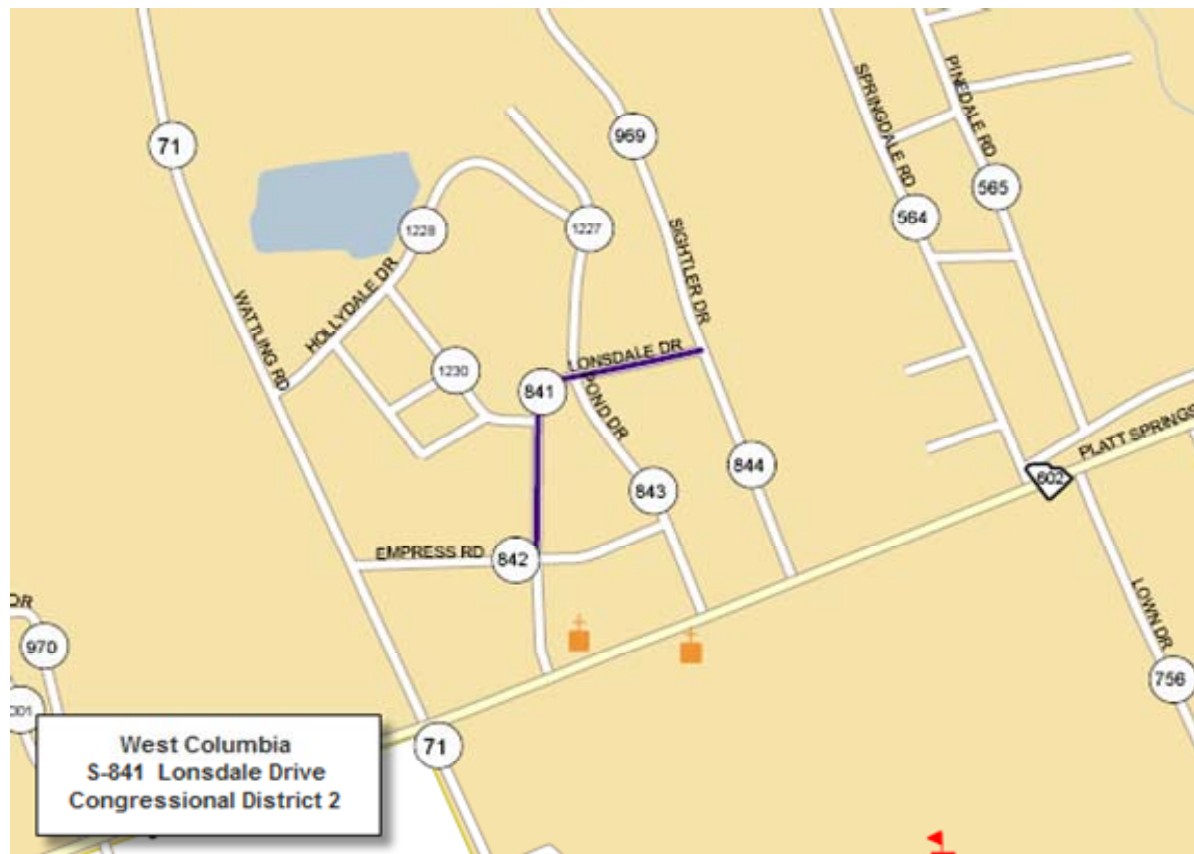 71
969
SPRINGDALE RD
PINEDALE RD
565
564
1228
1227
SIGHTLER DR
HOLLYDALE DR
WATTLING RD
LONSDALE DR
1230
841
POND DR
844
843
PLATT SPRINGS
602
EMPRESS RD
842
LOWN DR
DR
970
756
71
West Columbia
S-841 Lonsdale Drive
Congressional District 2